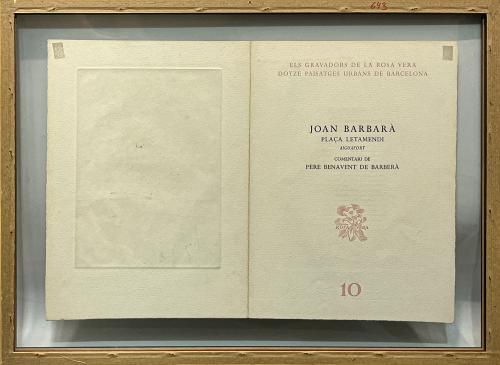 643
ELS GRAVADORS DE LA ROSA VERA
DOTZE PAISATGES URBANS DE BARCELONA
JOAN BARBARÀ
PLAÇA LETAMENDI
AIGUAFORT
COMENTARI DE
PERE BENAVENT DE BARBERÀ
10